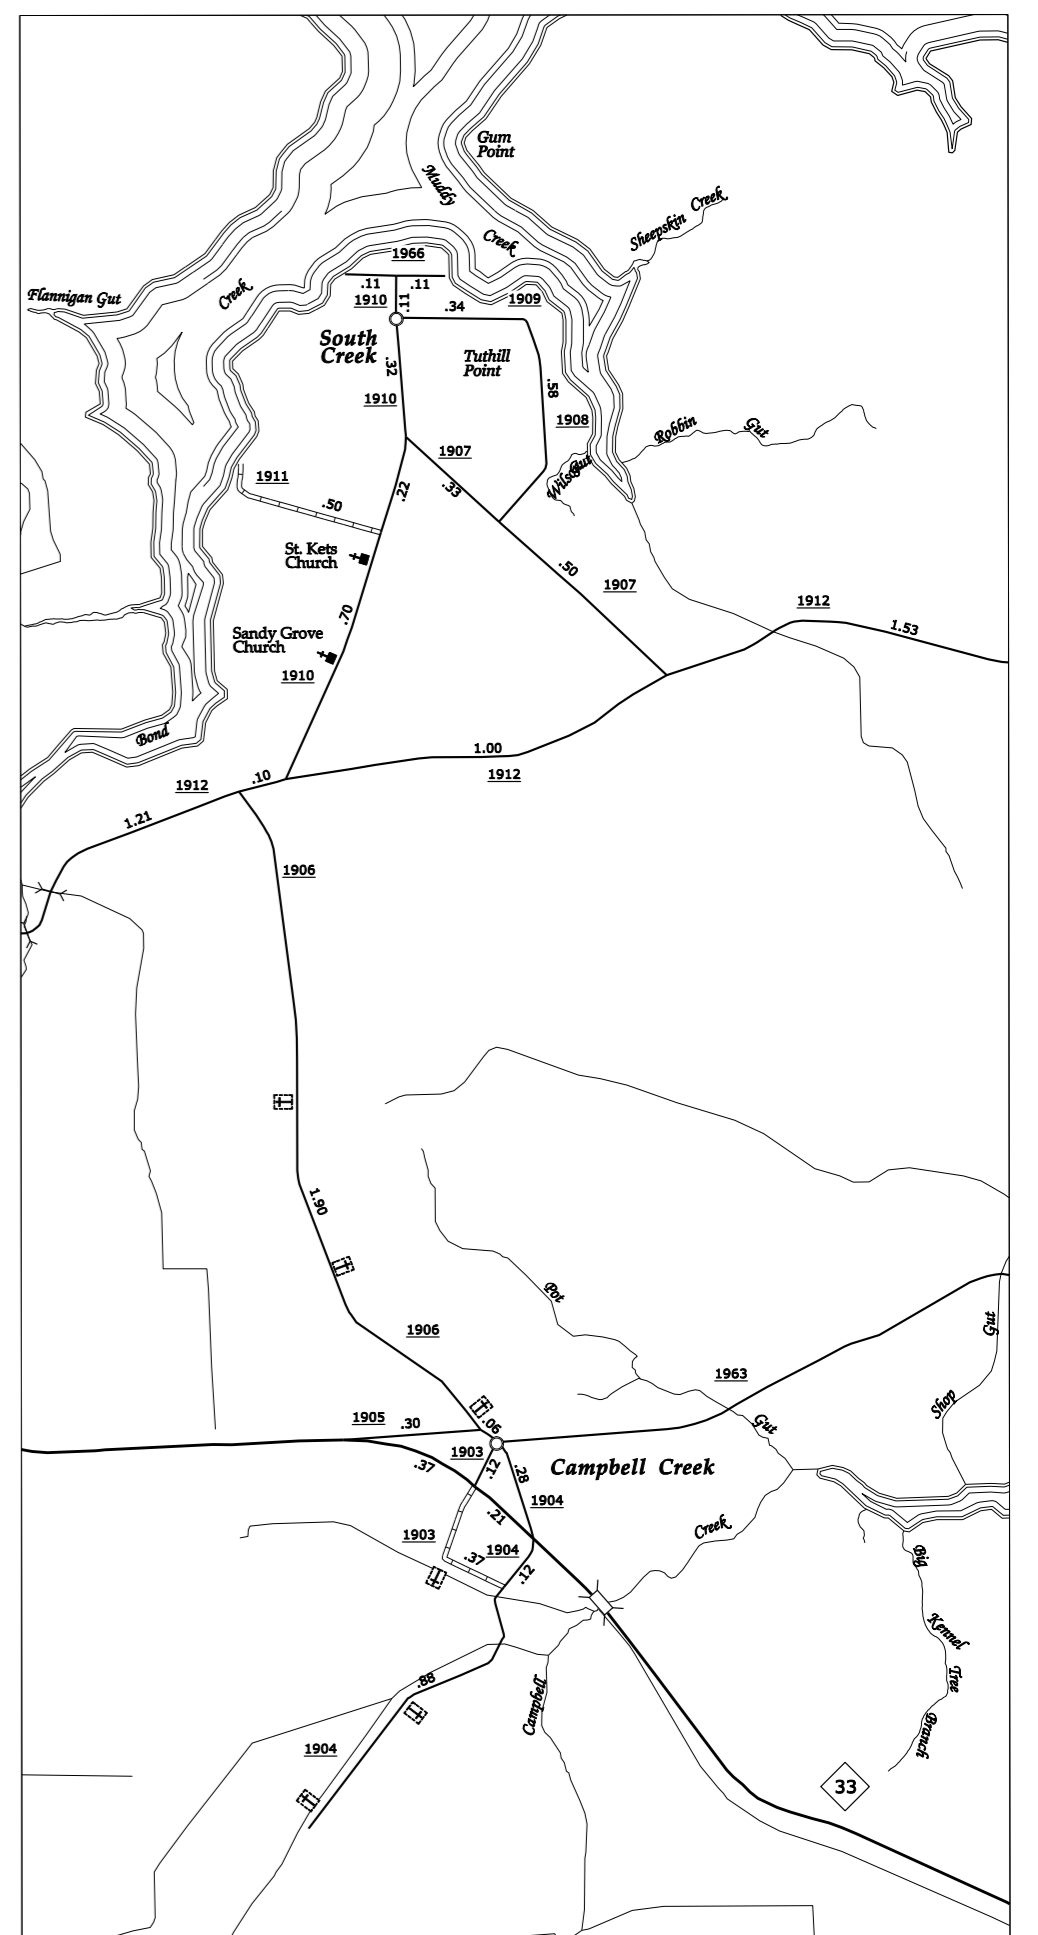 Gum
Point
Muddy
Creek
Sheepskin Creek
Flannigan Gut
Creek
1966
.11
.11
1910
.11
1909
.34
South
Creek
.32
Tuthill
Point
.58
1910
1908
Robbin Gut
1907
Wilson Gut
1911
.22
.33
.50
St. Kets
Church
.50
1907
1912
.70
1.53
Sandy Grove
Church
1910
Bond
1.00
1912
.10
1912
1.21
1906
1.90
Pot
1906
Gut
1963
Shop
1905
.30
.06
Gut
1903
.12
.37
.28
Campbell Creek
1904
.21
Creek
1903
1904
.37
.12
Big
Kennel
Tree
Branch
.88
Campbell
1904
33